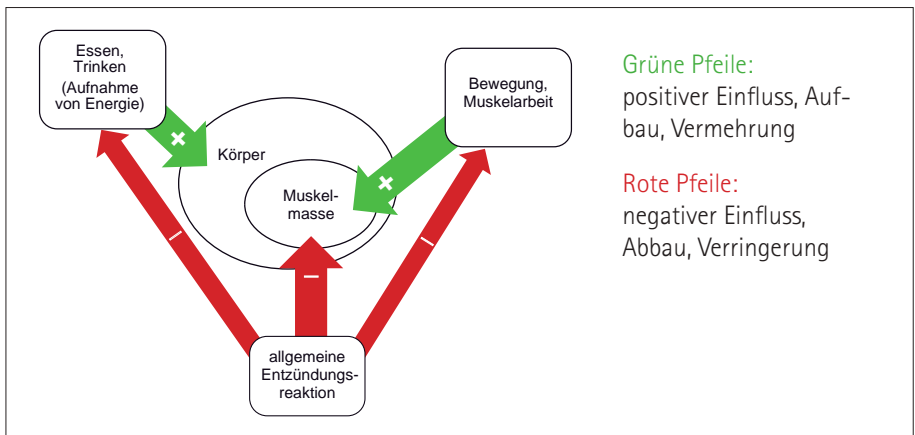 Essen,
Trinken
(Aufnahme
von Energie)
Bewegung,
Muskelarbeit
Körper
Muskel-
masse
allgemeine
Entzündungs-
reaktion
Grüne Pfeile:
positiver Einfluss, Auf-
bau, Vermehrung
Rote Pfeile:
negativer Einfluss,
Abbau, Verringerung